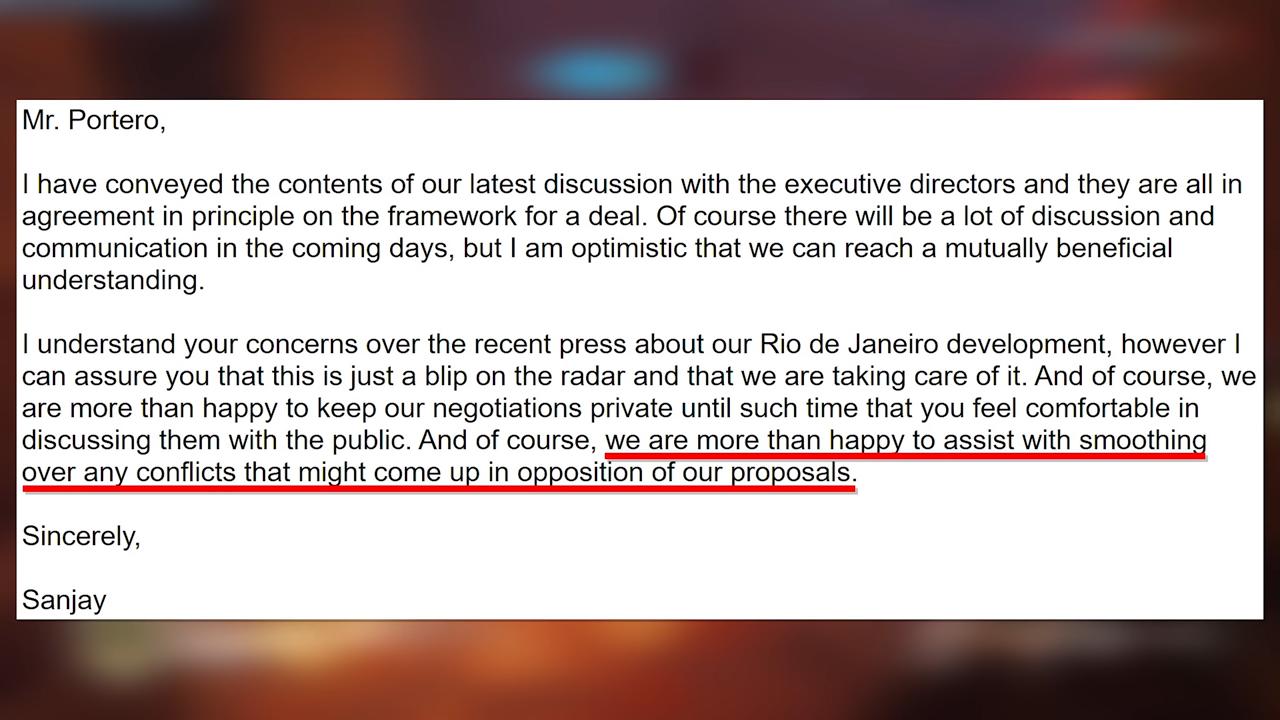 Mr. Portero,
I have conveyed the contents of our latest discussion with the executive directors and they are all in
agreement in principle on the framework for a deal. Of course there will be a lot of discussion and
communication in the coming days, but I am optimistic that we can reach a mutually beneficial
understanding.
I understand your concerns over the recent press about our Rio de Janeiro development, however I
can assure you that this is just a blip on the radar and that we are taking care of it. And of course, we
are more than happy to keep our negotiations private until such time that you feel comfortable in
discussing them with the public. And of course, we are more than happy to assist with smoothing
over any conflicts that might come up in opposition of our proposals.
Sincerely,
Sanjay